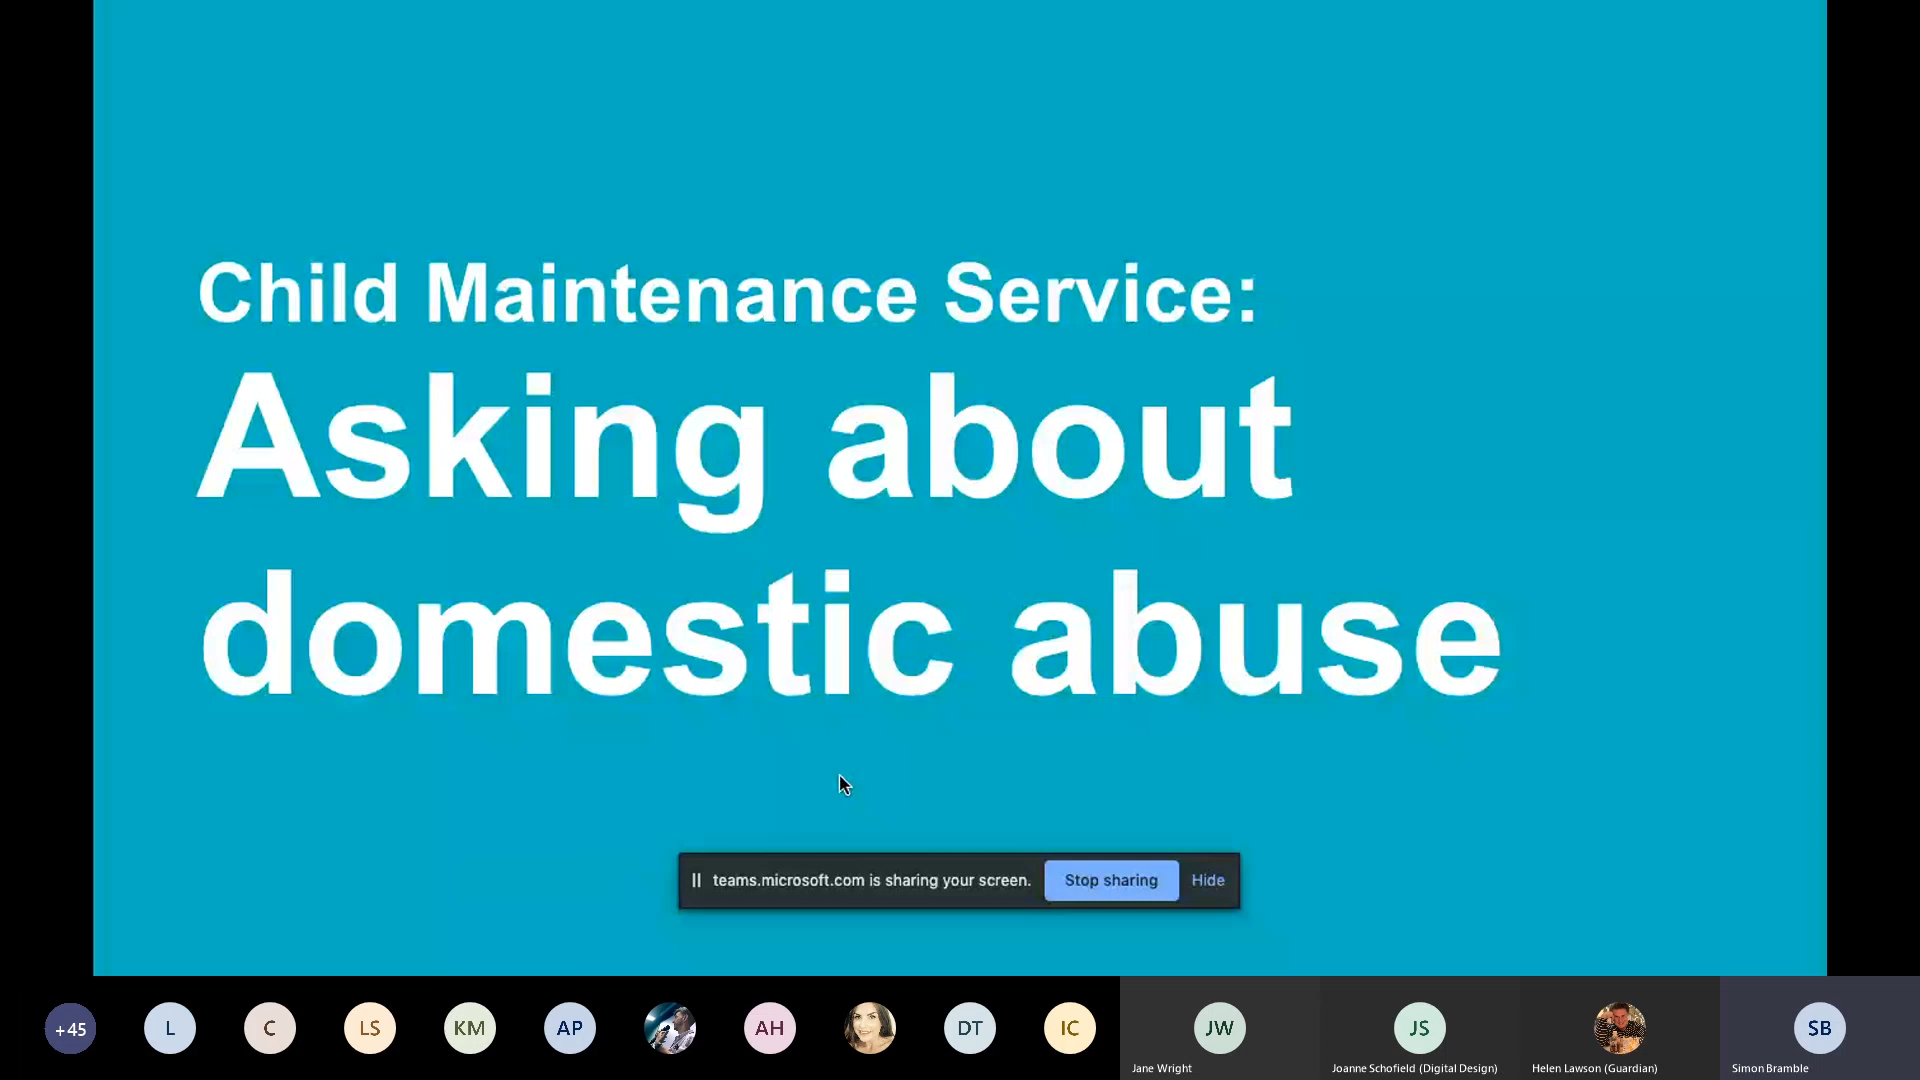 Child Maintenance Service:
Asking about
domestic abuse
teams.microsoft.com is sharing your screen. Stop sharing Hide
+45 L C LS KM AP AH DT IC JW JS SB
Jane Wright Joanne Schofield (Digital Design) Helen Lawson (Guardian) Simon Bramble